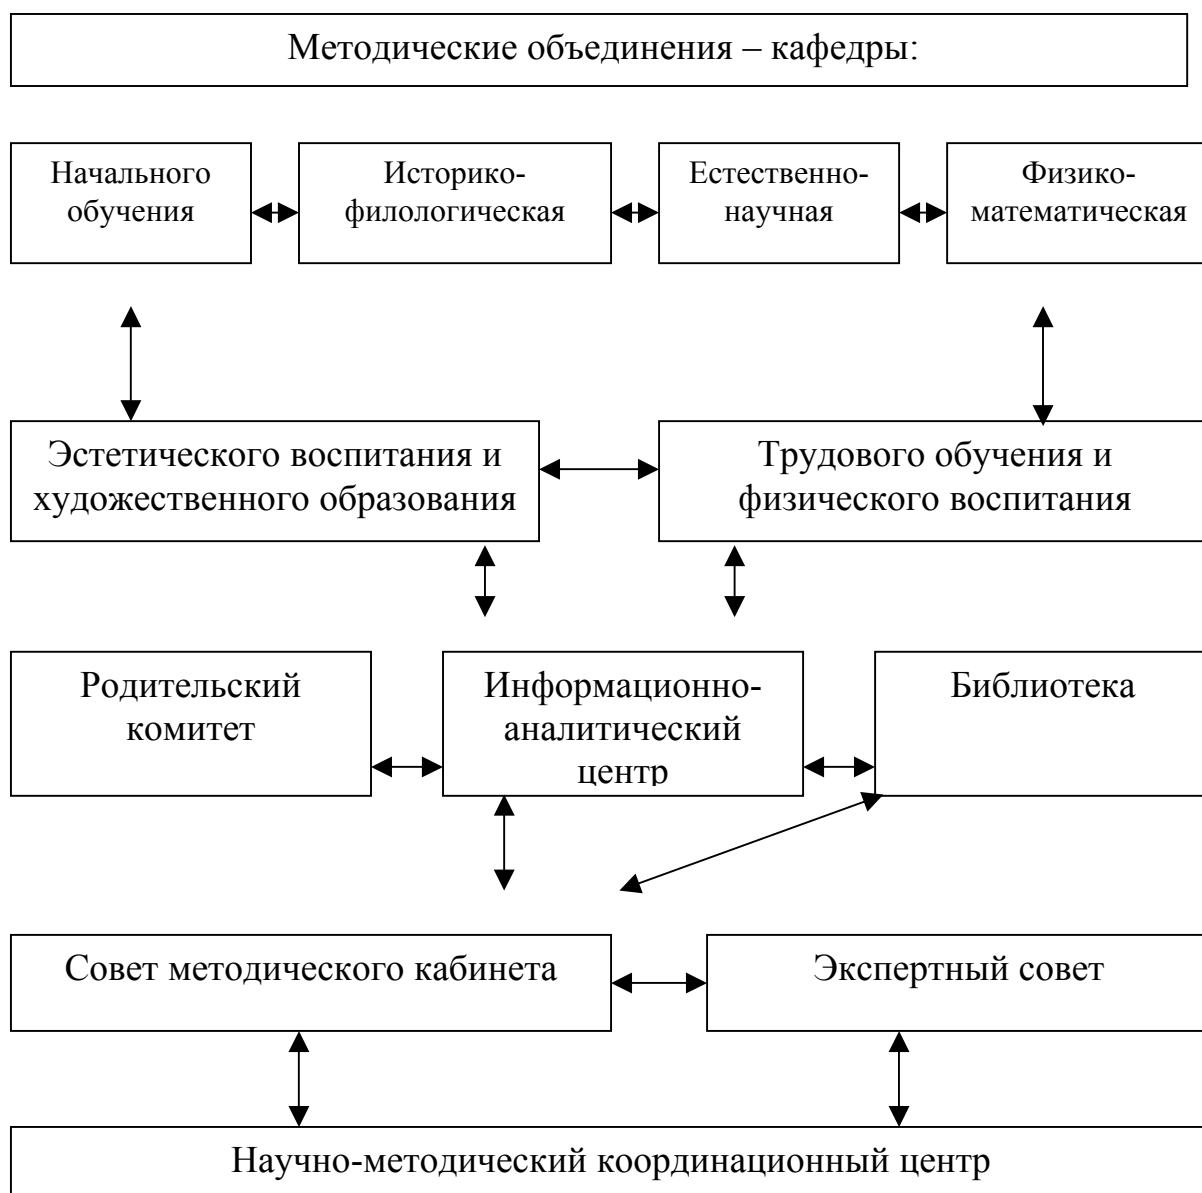 Методические объединения – кафедры:
Начального
обучения
Историко-
филологическая
Естественно-
научная
Физико-
математическая
Эстетического воспитания и
художественного образования
Трудового обучения и
физического воспитания
Родительский
комитет
Информационно-
аналитический
центр
Библиотека
Совет методического кабинета
Экспертный совет
Научно-методический координационный центр